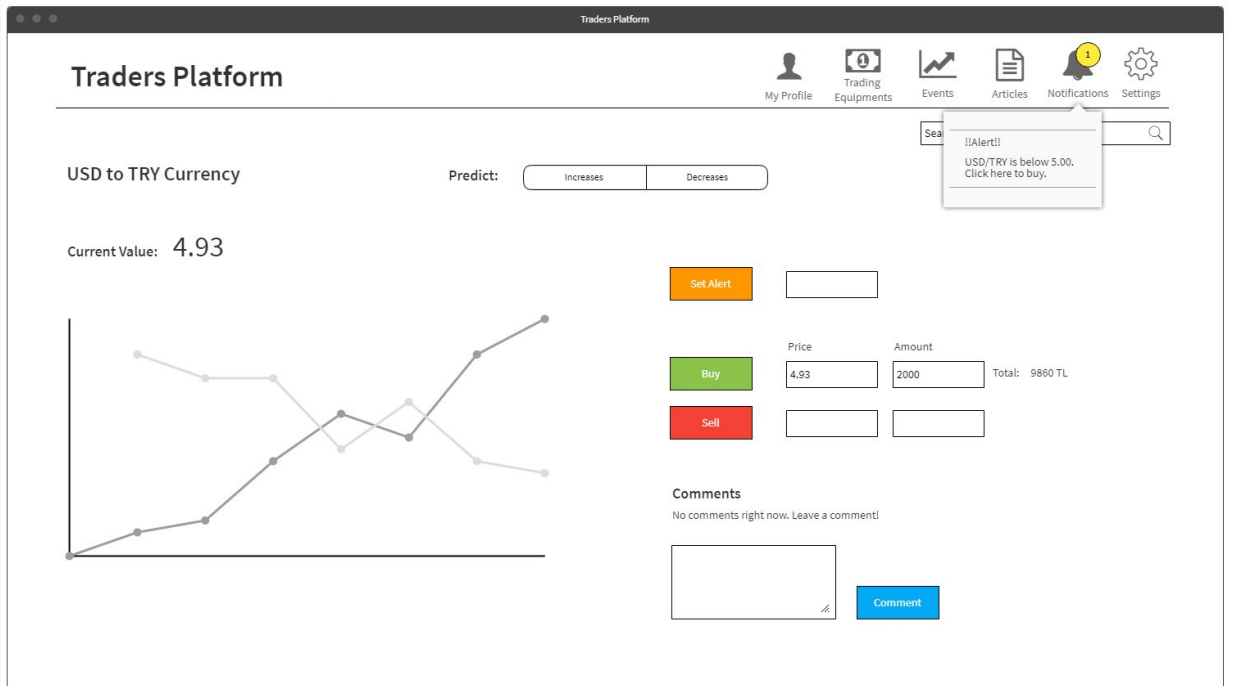 Traders Platform
Traders Platform
My Profile
Trading
Equipments
Events
Articles
1
Notifications
Settings
Sea
!!Alert!!
USD/TRY is below 5.00.
Click here to buy.
USD to TRY Currency
Predict:
Increases
Decreases
Current Value: 4.93
Set Alert
Price
Amount
Buy
4.93
2000
Total: 9860 TL
Sell
Comments
No comments right now. Leave a comment!
Comment